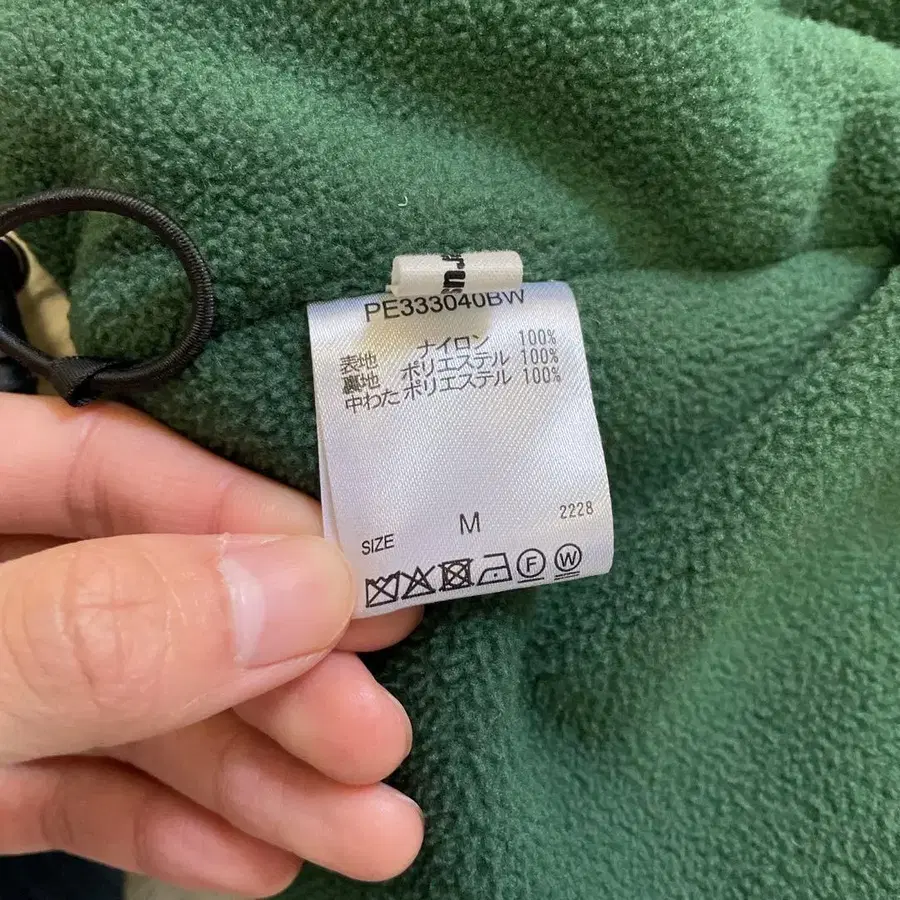 PE333040BW
表地 ナイロン 100%
裏地 ポリエステル 100%
中わた ポリエステル 100%
M 2228
SIZE
F W